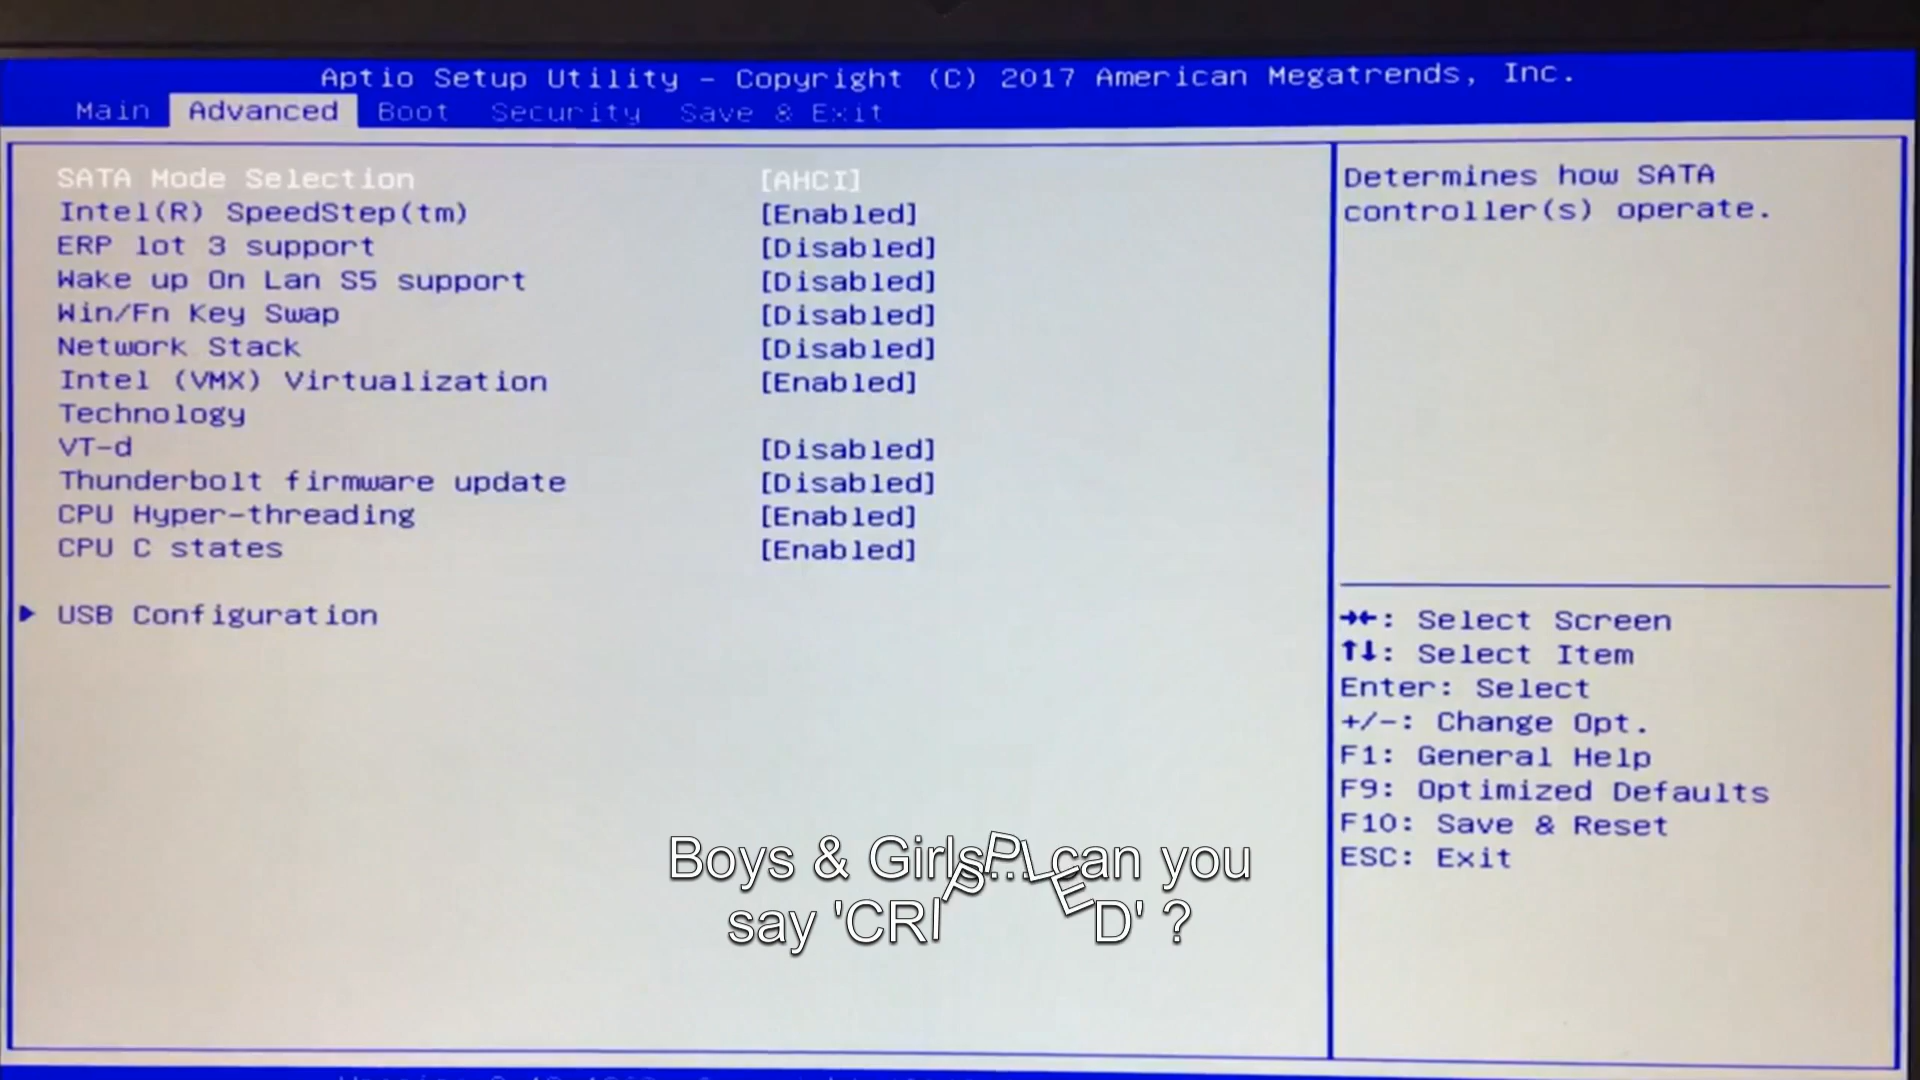 Aptio Setup Utility – Copyright (C) 2017 American Megatrends, Inc.
Main Advanced Boot Security Save & Exit
SATA Mode Selection [AHCI]
Intel(R) SpeedStep(tm) [Enabled]
ERP lot 3 support [Disabled]
Wake up On Lan S5 support [Disabled]
Win/Fn Key Swap [Disabled]
Network Stack [Disabled]
Intel (VMX) Virtualization [Enabled]
Technology
VT-d [Disabled]
Thunderbolt firmware update [Disabled]
CPU Hyper-threading [Enabled]
CPU C states [Enabled]
USB Configuration
Determines how SATA
controller(s) operate.
→←: Select Screen
↑↓: Select Item
Enter: Select
+/-: Change Opt.
F1: General Help
F9: Optimized Defaults
F10: Save & Reset
ESC: Exit
Boys & Girls... can you
say 'CRIPPLED' ?